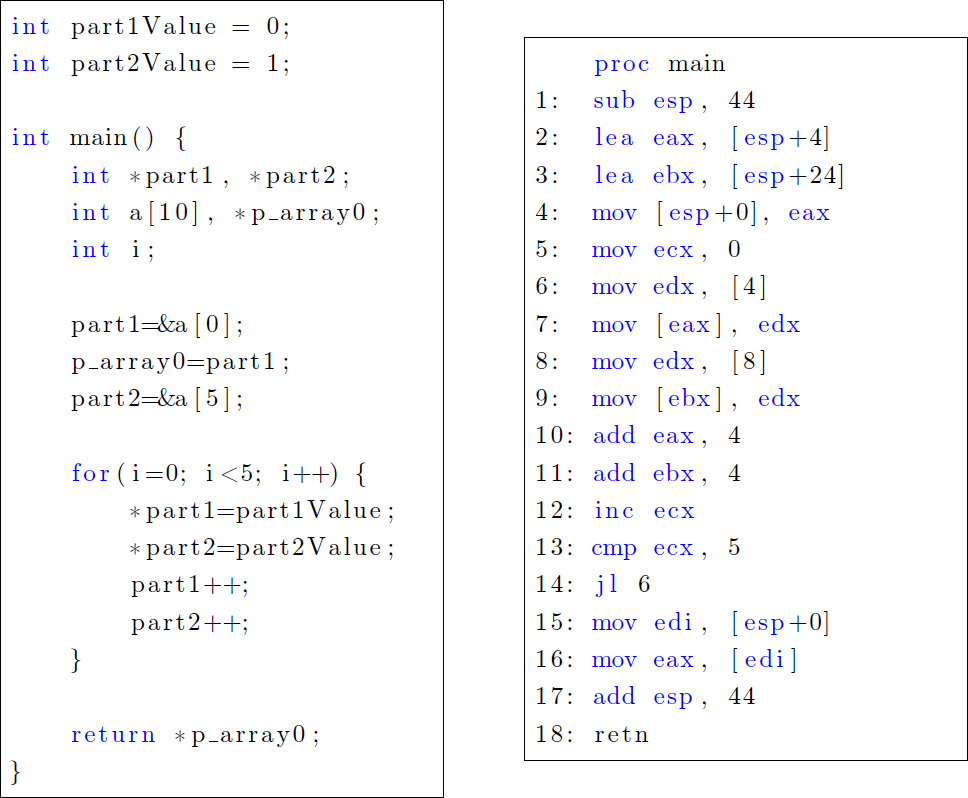 int part1Value = 0;
int part2Value = 1;
int main() {
int *part1, *part2;
int a[10], *p_array0;
int i;
part1=&a[0];
p_array0=part1;
part2=&a[5];
for(i=0; i<5; i++) {
*part1=part1Value;
*part2=part2Value;
part1++;
part2++;
}
return *p_array0;
}
proc main
1: sub esp, 44
2: lea eax, [esp+4]
3: lea ebx, [esp+24]
4: mov [esp+0], eax
5: mov ecx, 0
6: mov edx, [4]
7: mov [eax], edx
8: mov edx, [8]
9: mov [ebx], edx
10: add eax, 4
11: add ebx, 4
12: inc ecx
13: cmp ecx, 5
14: jl 6
15: mov edi, [esp+0]
16: mov eax, [edi]
17: add esp, 44
18: retn